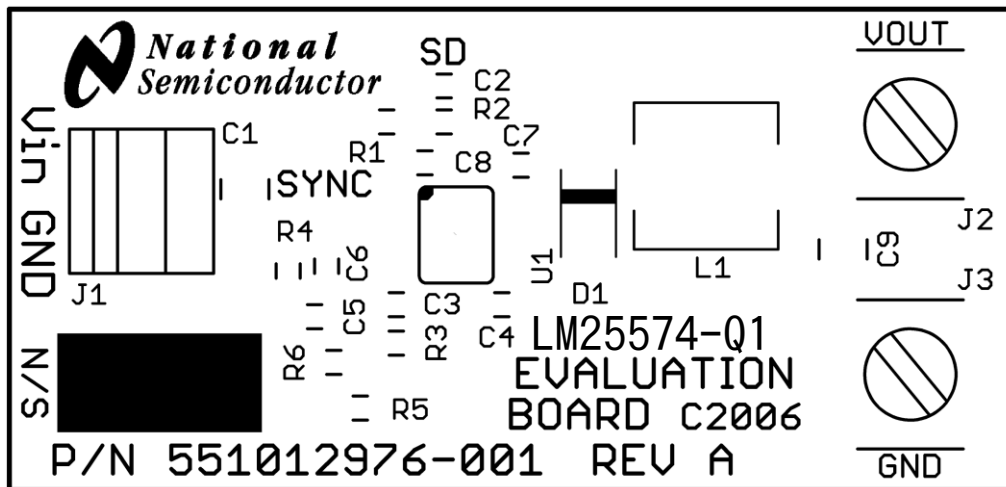 National
Semiconductor
SD
VOUT
C2
R2
C1
C7
R1
C8
Vin GND
SYNC
J2
R4
C6
U1
L1
C9
J3
J1
D1
C5
C3
C4
R3
LM25574-Q1
R6
EVALUATION
N/S
R5
BOARD C2006
P/N 551012976-001 REV A
GND